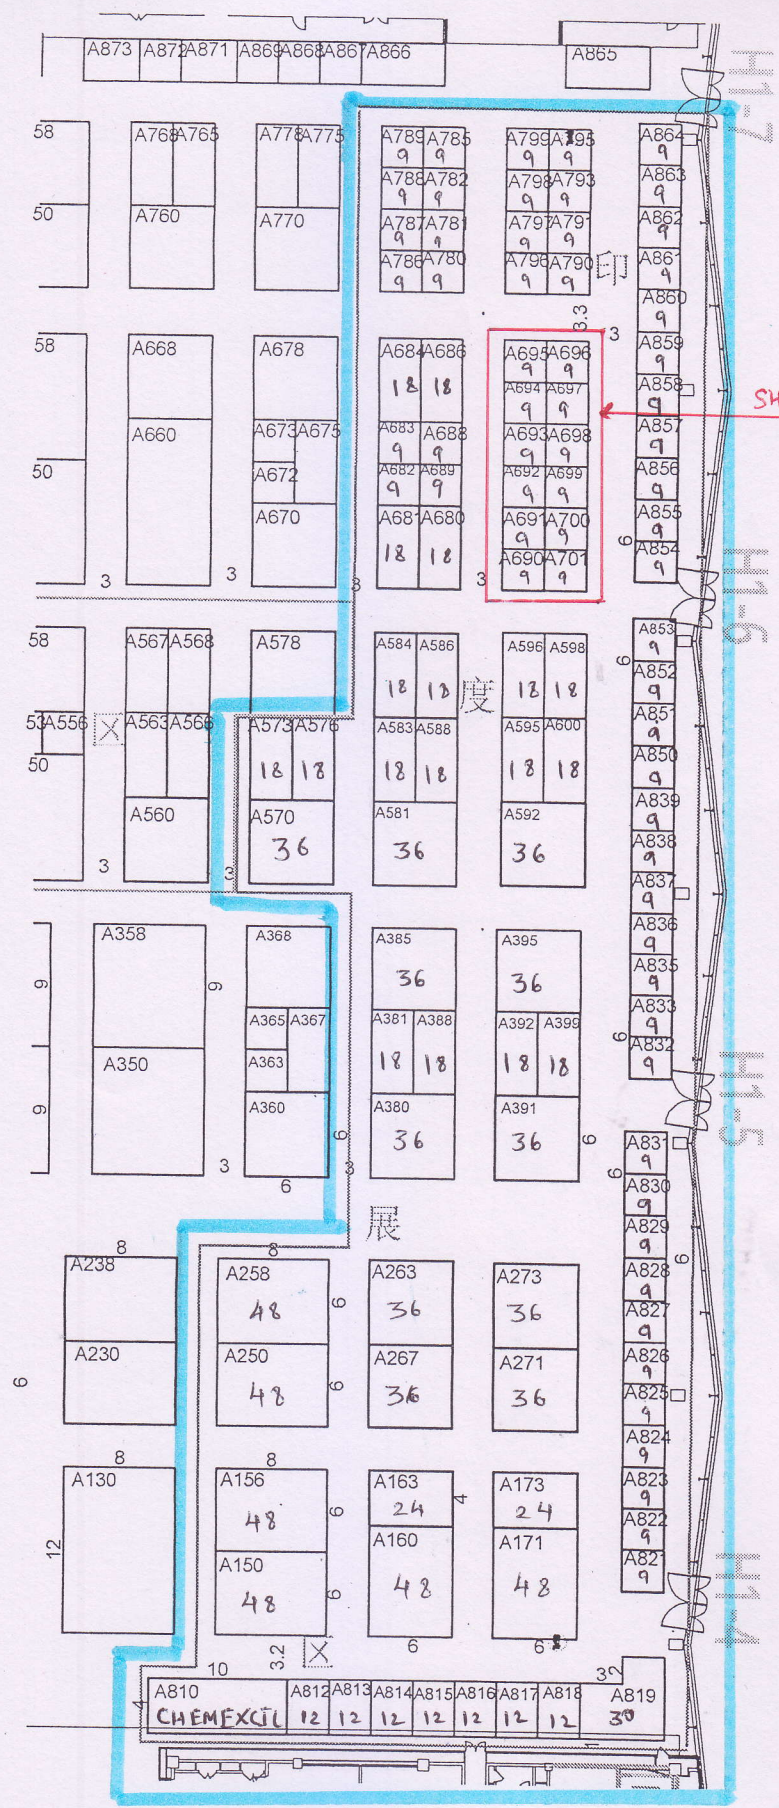 A873 A872 A871 A869 A868 A867 A866 A865
H1-7
58 A768 A765 A778 A775 A789 9 A785 9 A799 9 A795 9 A864 9
A788 9 A782 9 A798 9 A793 9 A863 9
50 A760 A770 A787 9 A781 9 A797 9 A791 9 A862 9
A786 9 A780 9 A796 9 A790 9 印 A861 9
A860 9
3.3 3
58 A668 A678 A684 18 A686 18 A695 9 A696 9 A859 9
A694 9 A697 9 A858 9 SH
A660 A673 A675 A683 9 A688 9 A693 9 A698 9 A857 9
50 A672 A682 9 A689 9 A692 9 A699 9 A856 9
A670 A681 18 A680 18 A691 9 A700 9 A855 9
A690 9 A701 9 6 A854 9
3 3 3 3
H1-6
58 A567 A568 A578 A584 18 A586 18 A596 18 A598 18 A853 9
6 A852 9
度
53 A556 区 A563 A566 A573 18 A576 18 A583 18 A588 18 A595 18 A600 18 A851 9
50 A850 9
A560 A570 36 A581 36 A592 36 A839 9
A838 9
3 3 A837 9
A358 A368 A385 36 A395 36 A836 9
9 9 A835 9
A365 A367 A381 18 A388 18 A392 18 A399 18 A833 9
A350 A363 6 A832 9
H1-5
9 A360 A380 36 A391 36
6 6 A831 9
3 6 3 6 A830 9
展 A829 9
8 8
A238 A258 48 6 A263 36 A273 36 6 A828 9
A827 9
A230 A250 48 6 A267 36 A271 36 A826 9
6 A825 9
A824 9
8 8
A130 A156 48 6 A163 24 4 A173 24 A823 9
12 A160 48 A171 48 A822 9
A150 48 6 A821 9
H1-4
3.2 区 6 6
10 3 2
4 A810 CHEMEXCIL A812 12 A813 12 A814 12 A815 12 A816 12 A817 12 A818 12 A819 30
1